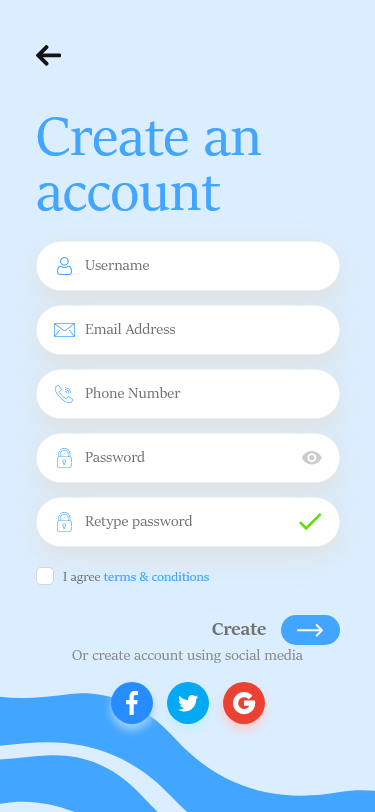 Create an
account
Username
Email Address
Phone Number
Password
Retype password
I agree terms & conditions
Create
Or create account using social media